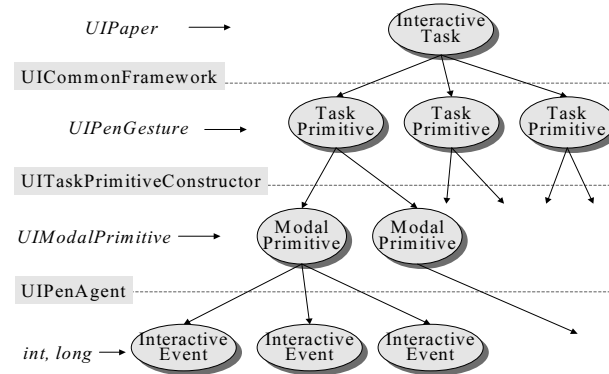 UIPaper
Interactive
Task
UICommonFramework
UIPenGesture
Task
Primitive
Task
Primitive
Task
Primitive
UITaskPrimitiveConstructor
UIModalPrimitive
Modal
Primitive
Modal
Primitive
UIPenAgent
int, long
Interactive
Event
Interactive
Event
Interactive
Event